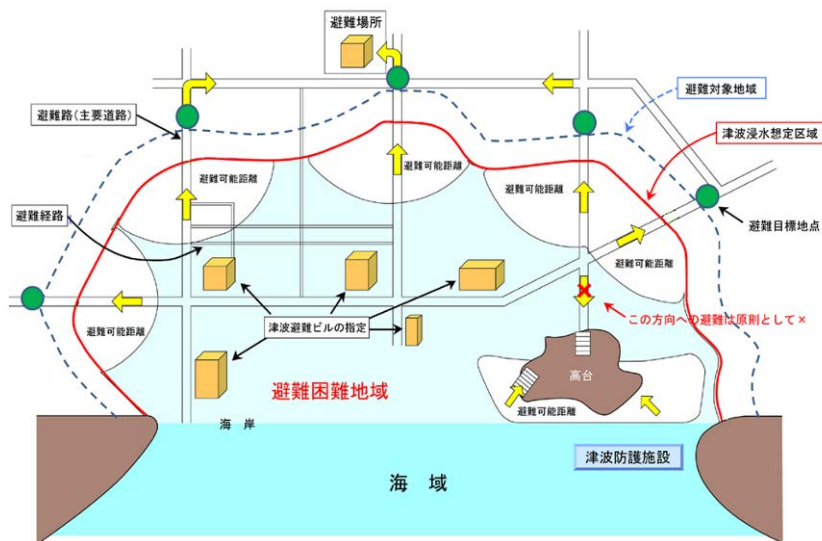 避難場所
避難路(主要道路)
避難対象地域
津波浸水想定区域
避難可能距離
避難可能距離
避難可能距離
避難経路
避難目標地点
避難可能距離
避難可能距離
津波避難ビルの指定
この方向への避難は原則として×
避難困難地域
高台
避難可能距離
海 岸
津波防護施設
海 域